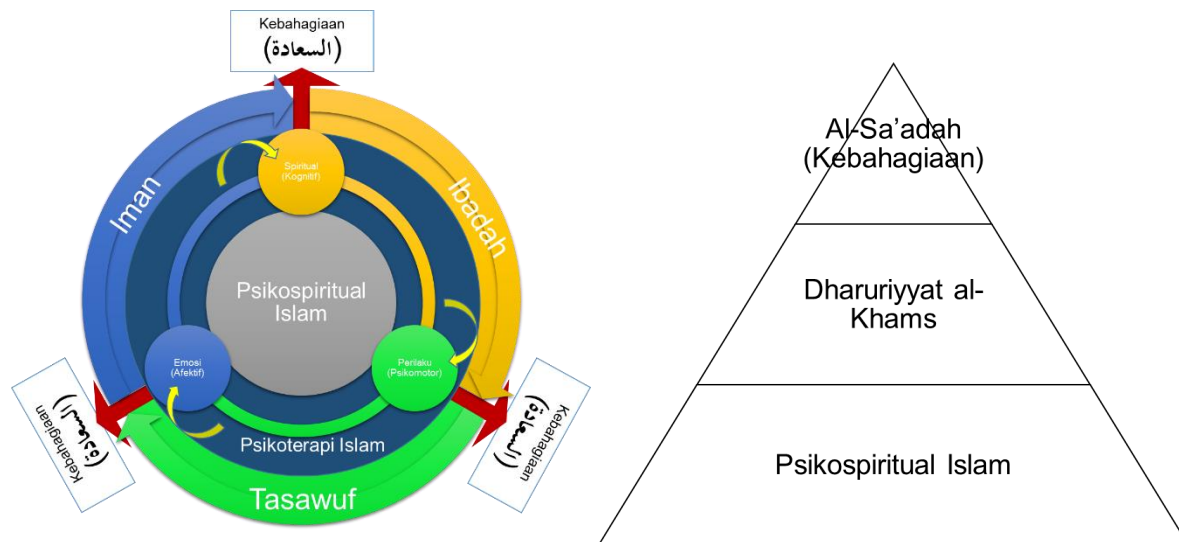 Kebahagiaan
(السعادة)
Iman
Ibadah
Spiritual
(Kognitif)
Psikospiritual
Islam
Emosi
(Afektif)
Perilaku
(Psikomotor)
Psikoterapi Islam
Tasawuf
Kebahagiaan
(السعادة)
Kebahagiaan
(السعادة)
Al-Sa’adah
(Kebahagiaan)
Dharuriyyat al-
Khams
Psikospiritual Islam